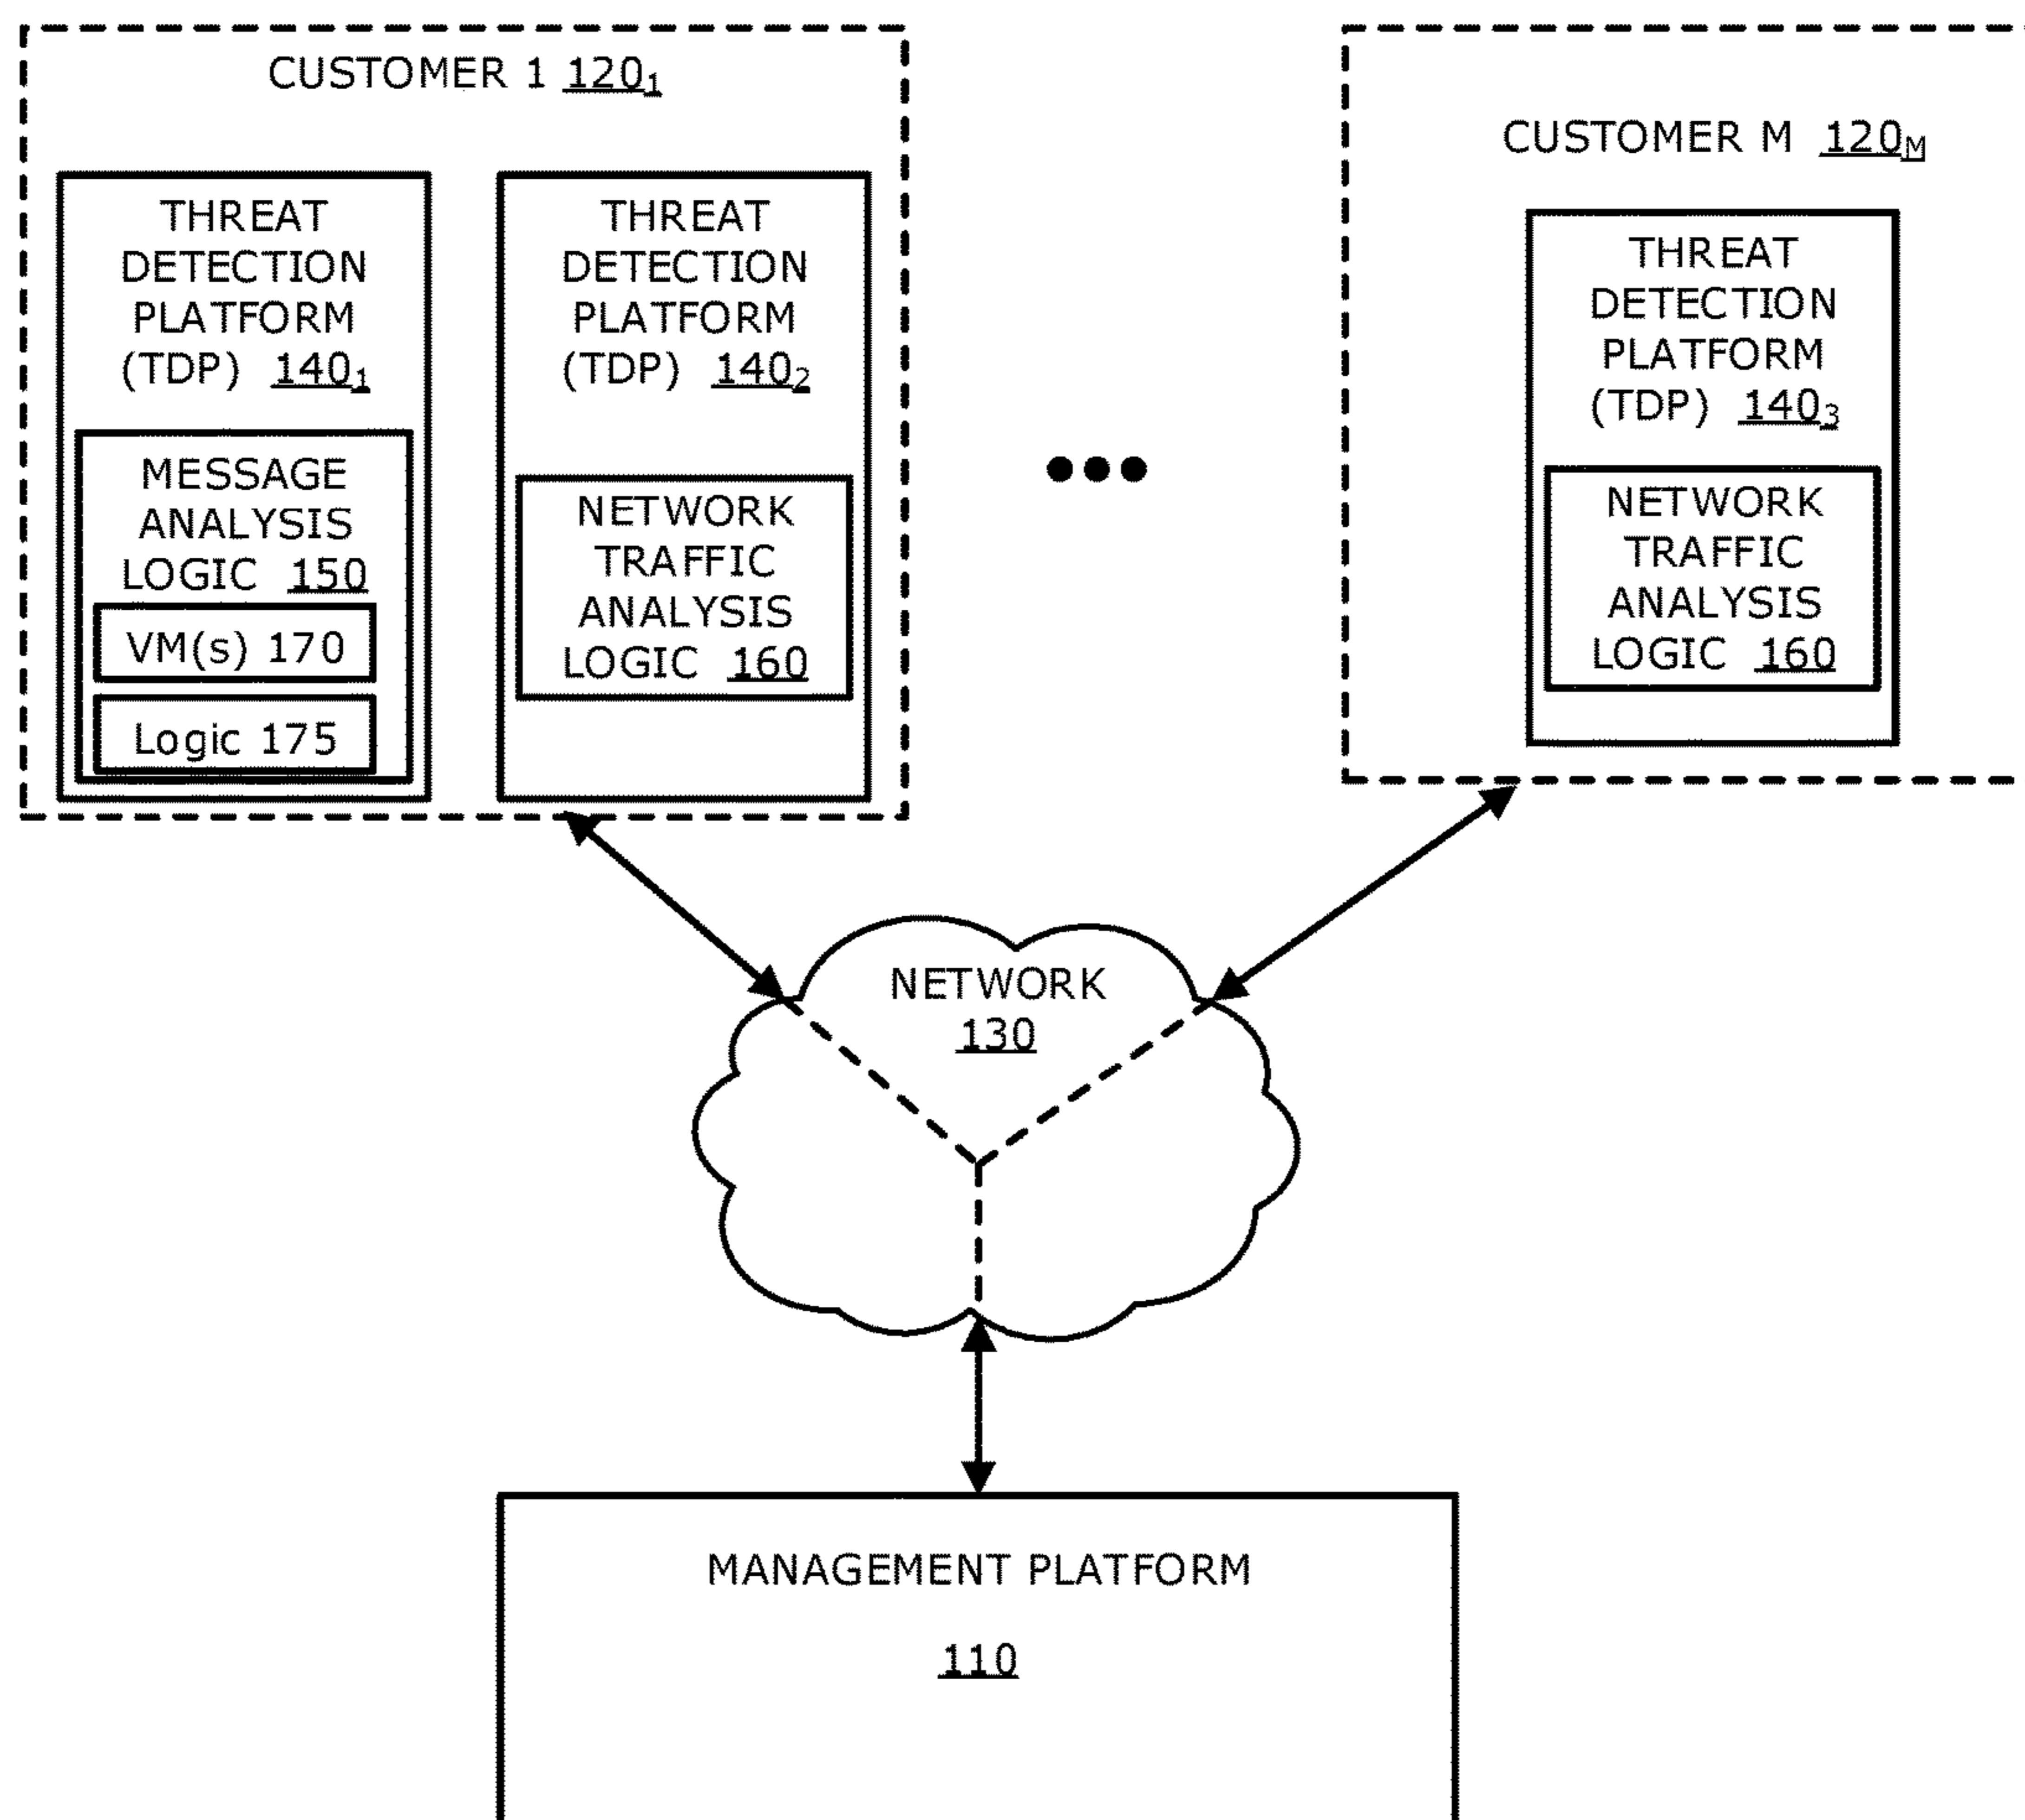 CUSTOMER 1 120₁
THREAT
DETECTION
PLATFORM
(TDP) 140₁
MESSAGE
ANALYSIS
LOGIC 150
VM(s) 170
Logic 175
THREAT
DETECTION
PLATFORM
(TDP) 140₂
NETWORK
TRAFFIC
ANALYSIS
LOGIC 160
CUSTOMER M 120M
THREAT
DETECTION
PLATFORM
(TDP) 140₃
NETWORK
TRAFFIC
ANALYSIS
LOGIC 160
NETWORK
130
MANAGEMENT PLATFORM
110